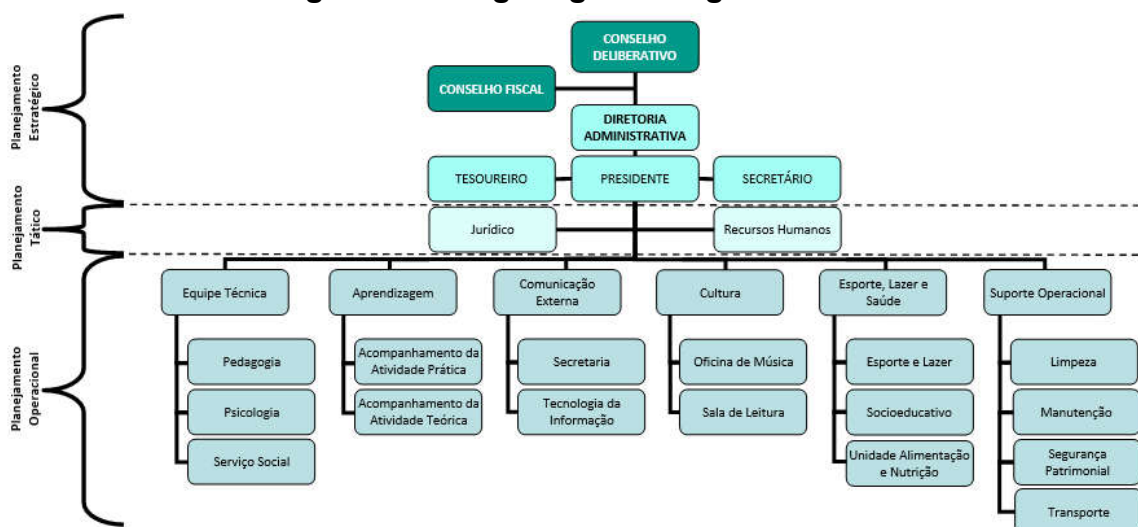 Planejamento
Estratégico
CONSELHO
DELIBERATIVO
CONSELHO FISCAL
DIRETORIA
ADMINISTRATIVA
TESOUREIRO
PRESIDENTE
SECRETÁRIO
Planejamento
Tático
Jurídico
Recursos Humanos
Planejamento
Operacional
Equipe Técnica
Pedagogia
Psicologia
Serviço Social
Aprendizagem
Acompanhamento da
Atividade Prática
Acompanhamento da
Atividade Teórica
Comunicação
Externa
Secretaria
Tecnologia da
Informação
Cultura
Oficina de Música
Sala de Leitura
Esporte, Lazer e
Saúde
Esporte e Lazer
Socioeducativo
Unidade Alimentação
e Nutrição
Suporte Operacional
Limpeza
Manutenção
Segurança
Patrimonial
Transporte